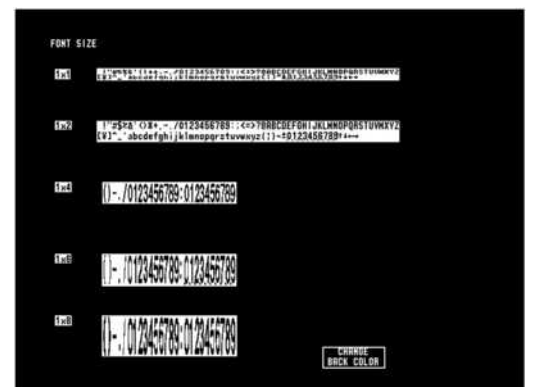 FONT SIZE
1x1
1x2
!"#$%&'()*+,-./0123456789:;<=>?@ABCDEFGHIJKLMNOPQRSTUVWXYZ
[¥]^_`abcdefghijklmnopqrstuvwxyz{|}~
1x4
()-./0123456789:0123456789
1x6
()-./0123456789:0123456789
1x8
()-./0123456789:0123456789
CHANGE
BACK COLOR